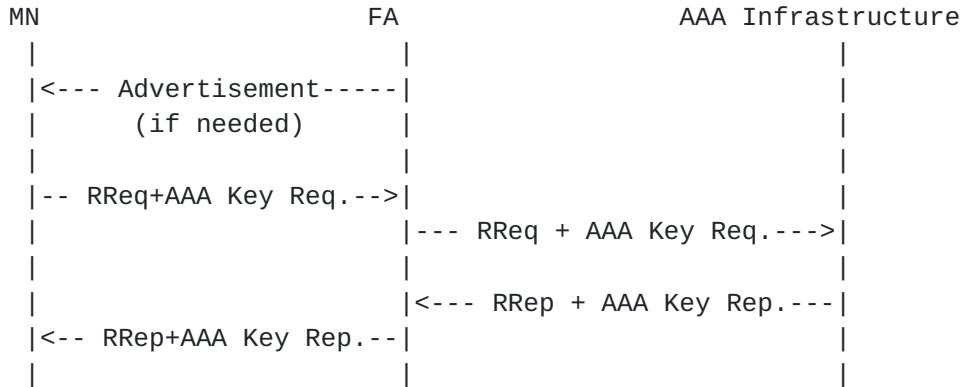 MN FA AAA Infrastructure
<--- Advertisement-----
(if needed)
-- RReq+AAA Key Req.-->
--- RReq + AAA Key Req.--->
<--- RRep + AAA Key Rep.---
<-- RRep+AAA Key Rep.--